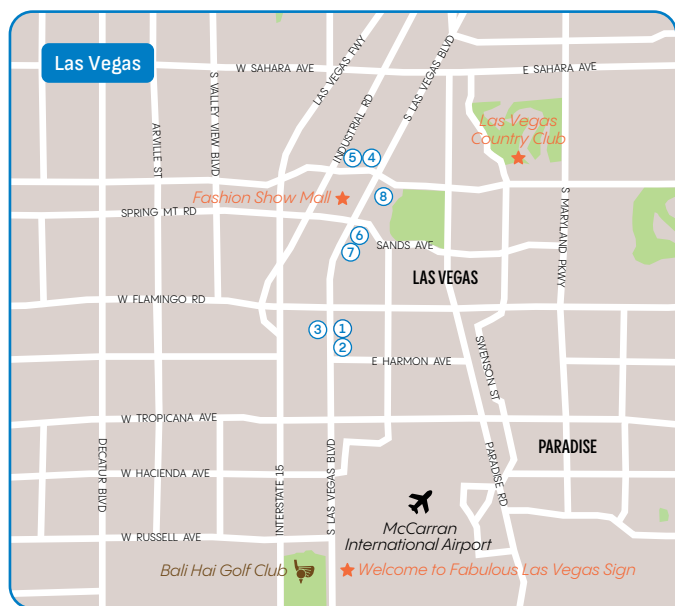 Las Vegas
W SAHARA AVE
E SAHARA AVE
LAS VEGAS FWY
INDUSTRIAL RD
S LAS VEGAS BLVD
S VALLEY VIEW BLVD
ARVILLE ST
Las Vegas
Country Club
5
4
8
Fashion Show Mall
SPRING MT RD
S MARYLAND PKWY
6
7
SANDS AVE
LAS VEGAS
W FLAMINGO RD
3
1
2
E HARMON AVE
SWENSON ST
W TROPICANA AVE
DECATUR BLVD
INTERSTATE 15
S LAS VEGAS BLVD
PARADISE RD
PARADISE
W HACIENDA AVE
McCarran
International Airport
W RUSSELL AVE
Bali Hai Golf Club
Welcome to Fabulous Las Vegas Sign